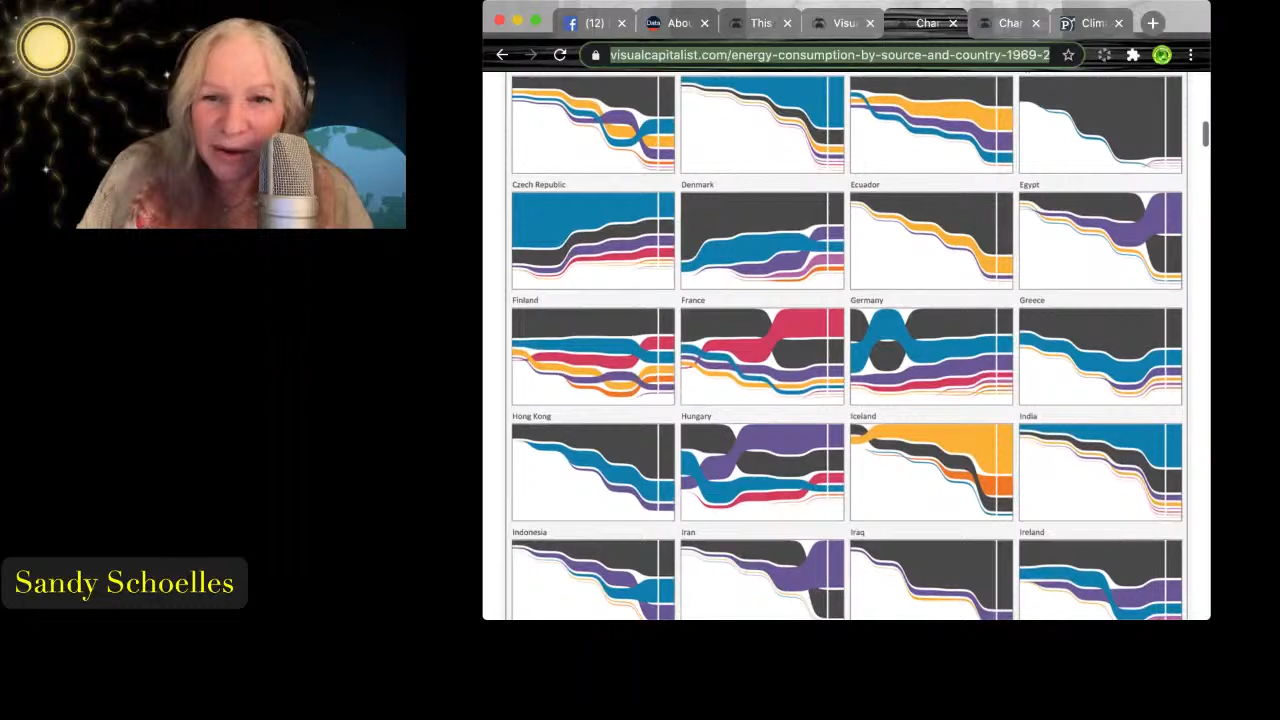 (12)
Data
Abou
This
Visu
Char
Char
P
Clim
visualcapitalist.com/energy-consumption-by-source-and-country-1969-2
Czech Republic
Denmark
Ecuador
Egypt
Finland
France
Germany
Greece
Hong Kong
Hungary
Iceland
India
Indonesia
Iran
Iraq
Ireland
Sandy Schoelles